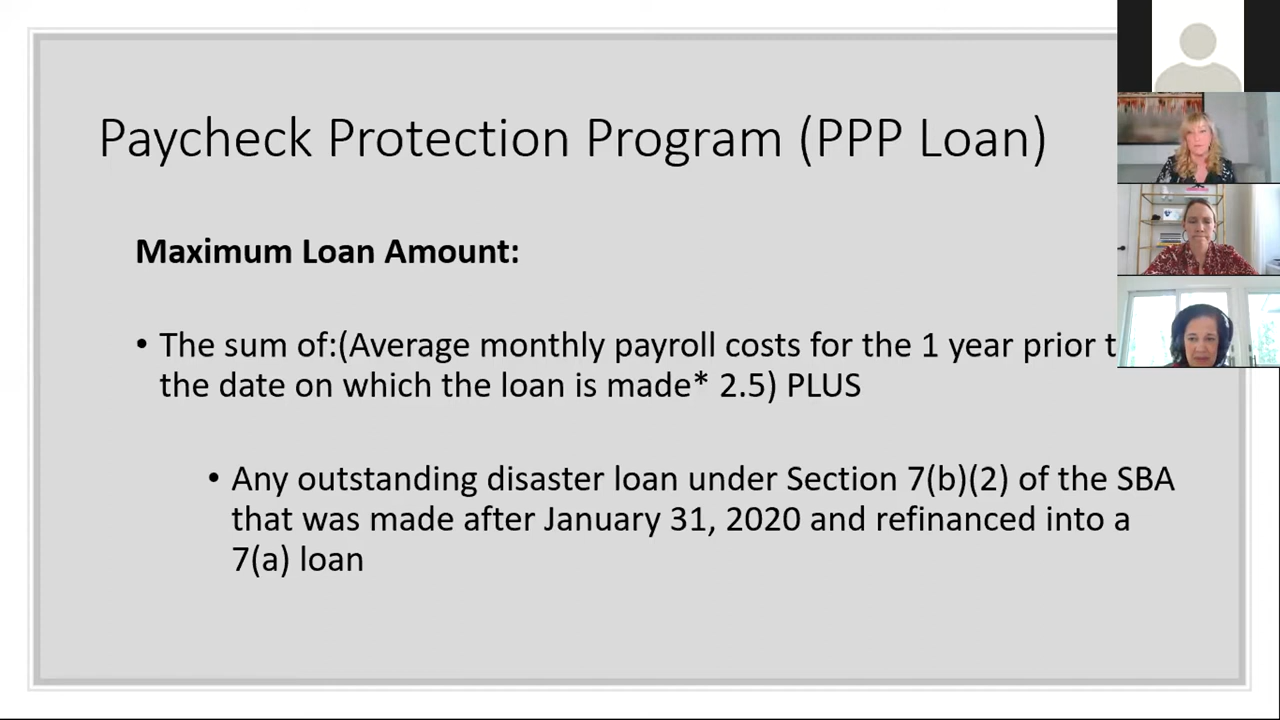 Paycheck Protection Program (PPP Loan)
Maximum Loan Amount:
• The sum of:(Average monthly payroll costs for the 1 year prior
the date on which the loan is made* 2.5) PLUS
• Any outstanding disaster loan under Section 7(b)(2) of the SBA
that was made after January 31, 2020 and refinanced into a
7(a) loan